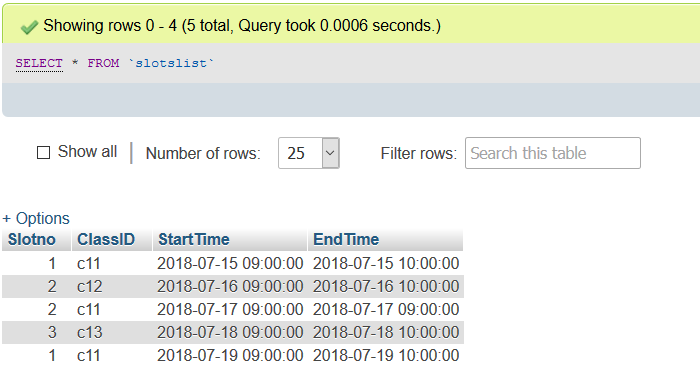 Showing rows 0 - 4 (5 total, Query took 0.0006 seconds.)
SELECT * FROM `slotslist`
Show all | Number of rows: 25 Filter rows: Search this table
+ Options
Slotno ClassID StartTime EndTime
1 c11 2018-07-15 09:00:00 2018-07-15 10:00:00
2 c12 2018-07-16 09:00:00 2018-07-16 10:00:00
2 c11 2018-07-17 09:00:00 2018-07-17 09:00:00
3 c13 2018-07-18 09:00:00 2018-07-18 10:00:00
1 c11 2018-07-19 09:00:00 2018-07-19 10:00:00